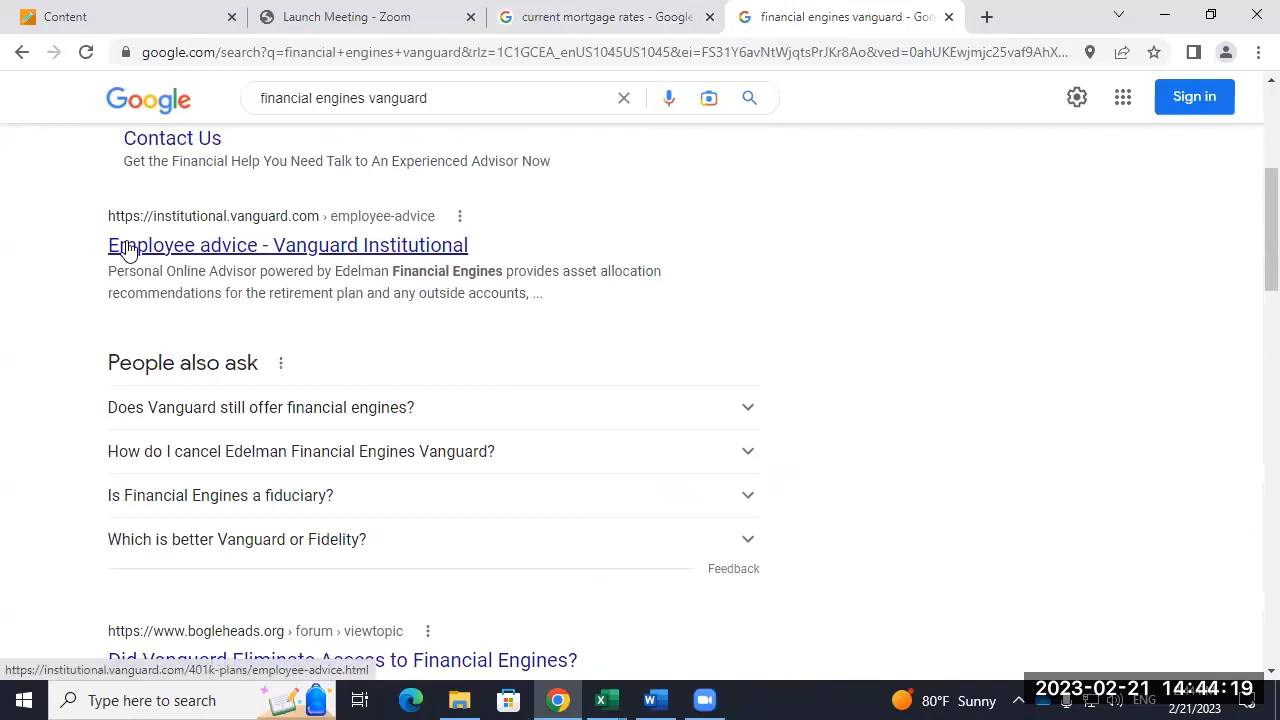 Content
Launch Meeting - Zoom
current mortgage rates - Google
financial engines vanguard - Goo
google.com/search?q=financial+engines+vanguard&rlz=1C1GCEA_enUS1045US1045&ei=FS31Y6avNtWjqtsPrJKr8Ao&ved=0ahUKEwjmjc25vaf9AhX...
Google
financial engines vanguard
Sign in
Contact Us
Get the Financial Help You Need Talk to An Experienced Advisor Now
https://institutional.vanguard.com › employee-advice
Employee advice - Vanguard Institutional
Personal Online Advisor powered by Edelman Financial Engines provides asset allocation
recommendations for the retirement plan and any outside accounts, ...
People also ask
Does Vanguard still offer financial engines?
How do I cancel Edelman Financial Engines Vanguard?
Is Financial Engines a fiduciary?
Which is better Vanguard or Fidelity?
Feedback
https://www.bogleheads.org › forum › viewtopic
Did Vanguard Eliminate Access to Financial Engines?
https://institutional.vanguard.com/401k-plans/employee-advice.html
Type here to search
80°F Sunny
ENG
2023-02-21 14:44:19
2/21/2023